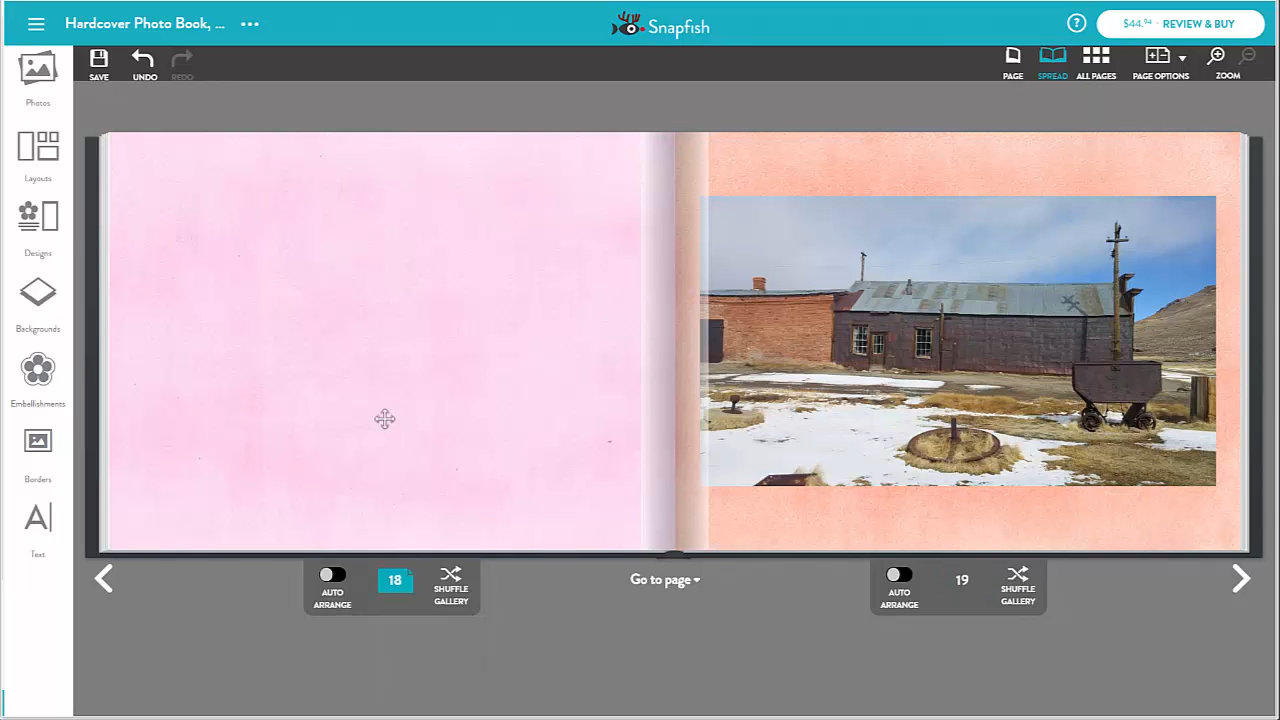 Hardcover Photo Book, ...
Snapfish
$44.94 · REVIEW & BUY
SAVE
UNDO
REDO
PAGE
SPREAD
ALL PAGES
PAGE OPTIONS
ZOOM
Photos
Layouts
Designs
Backgrounds
Embellishments
Borders
A
Text
AUTO
ARRANGE
18
SHUFFLE
GALLERY
Go to page
AUTO
ARRANGE
19
SHUFFLE
GALLERY